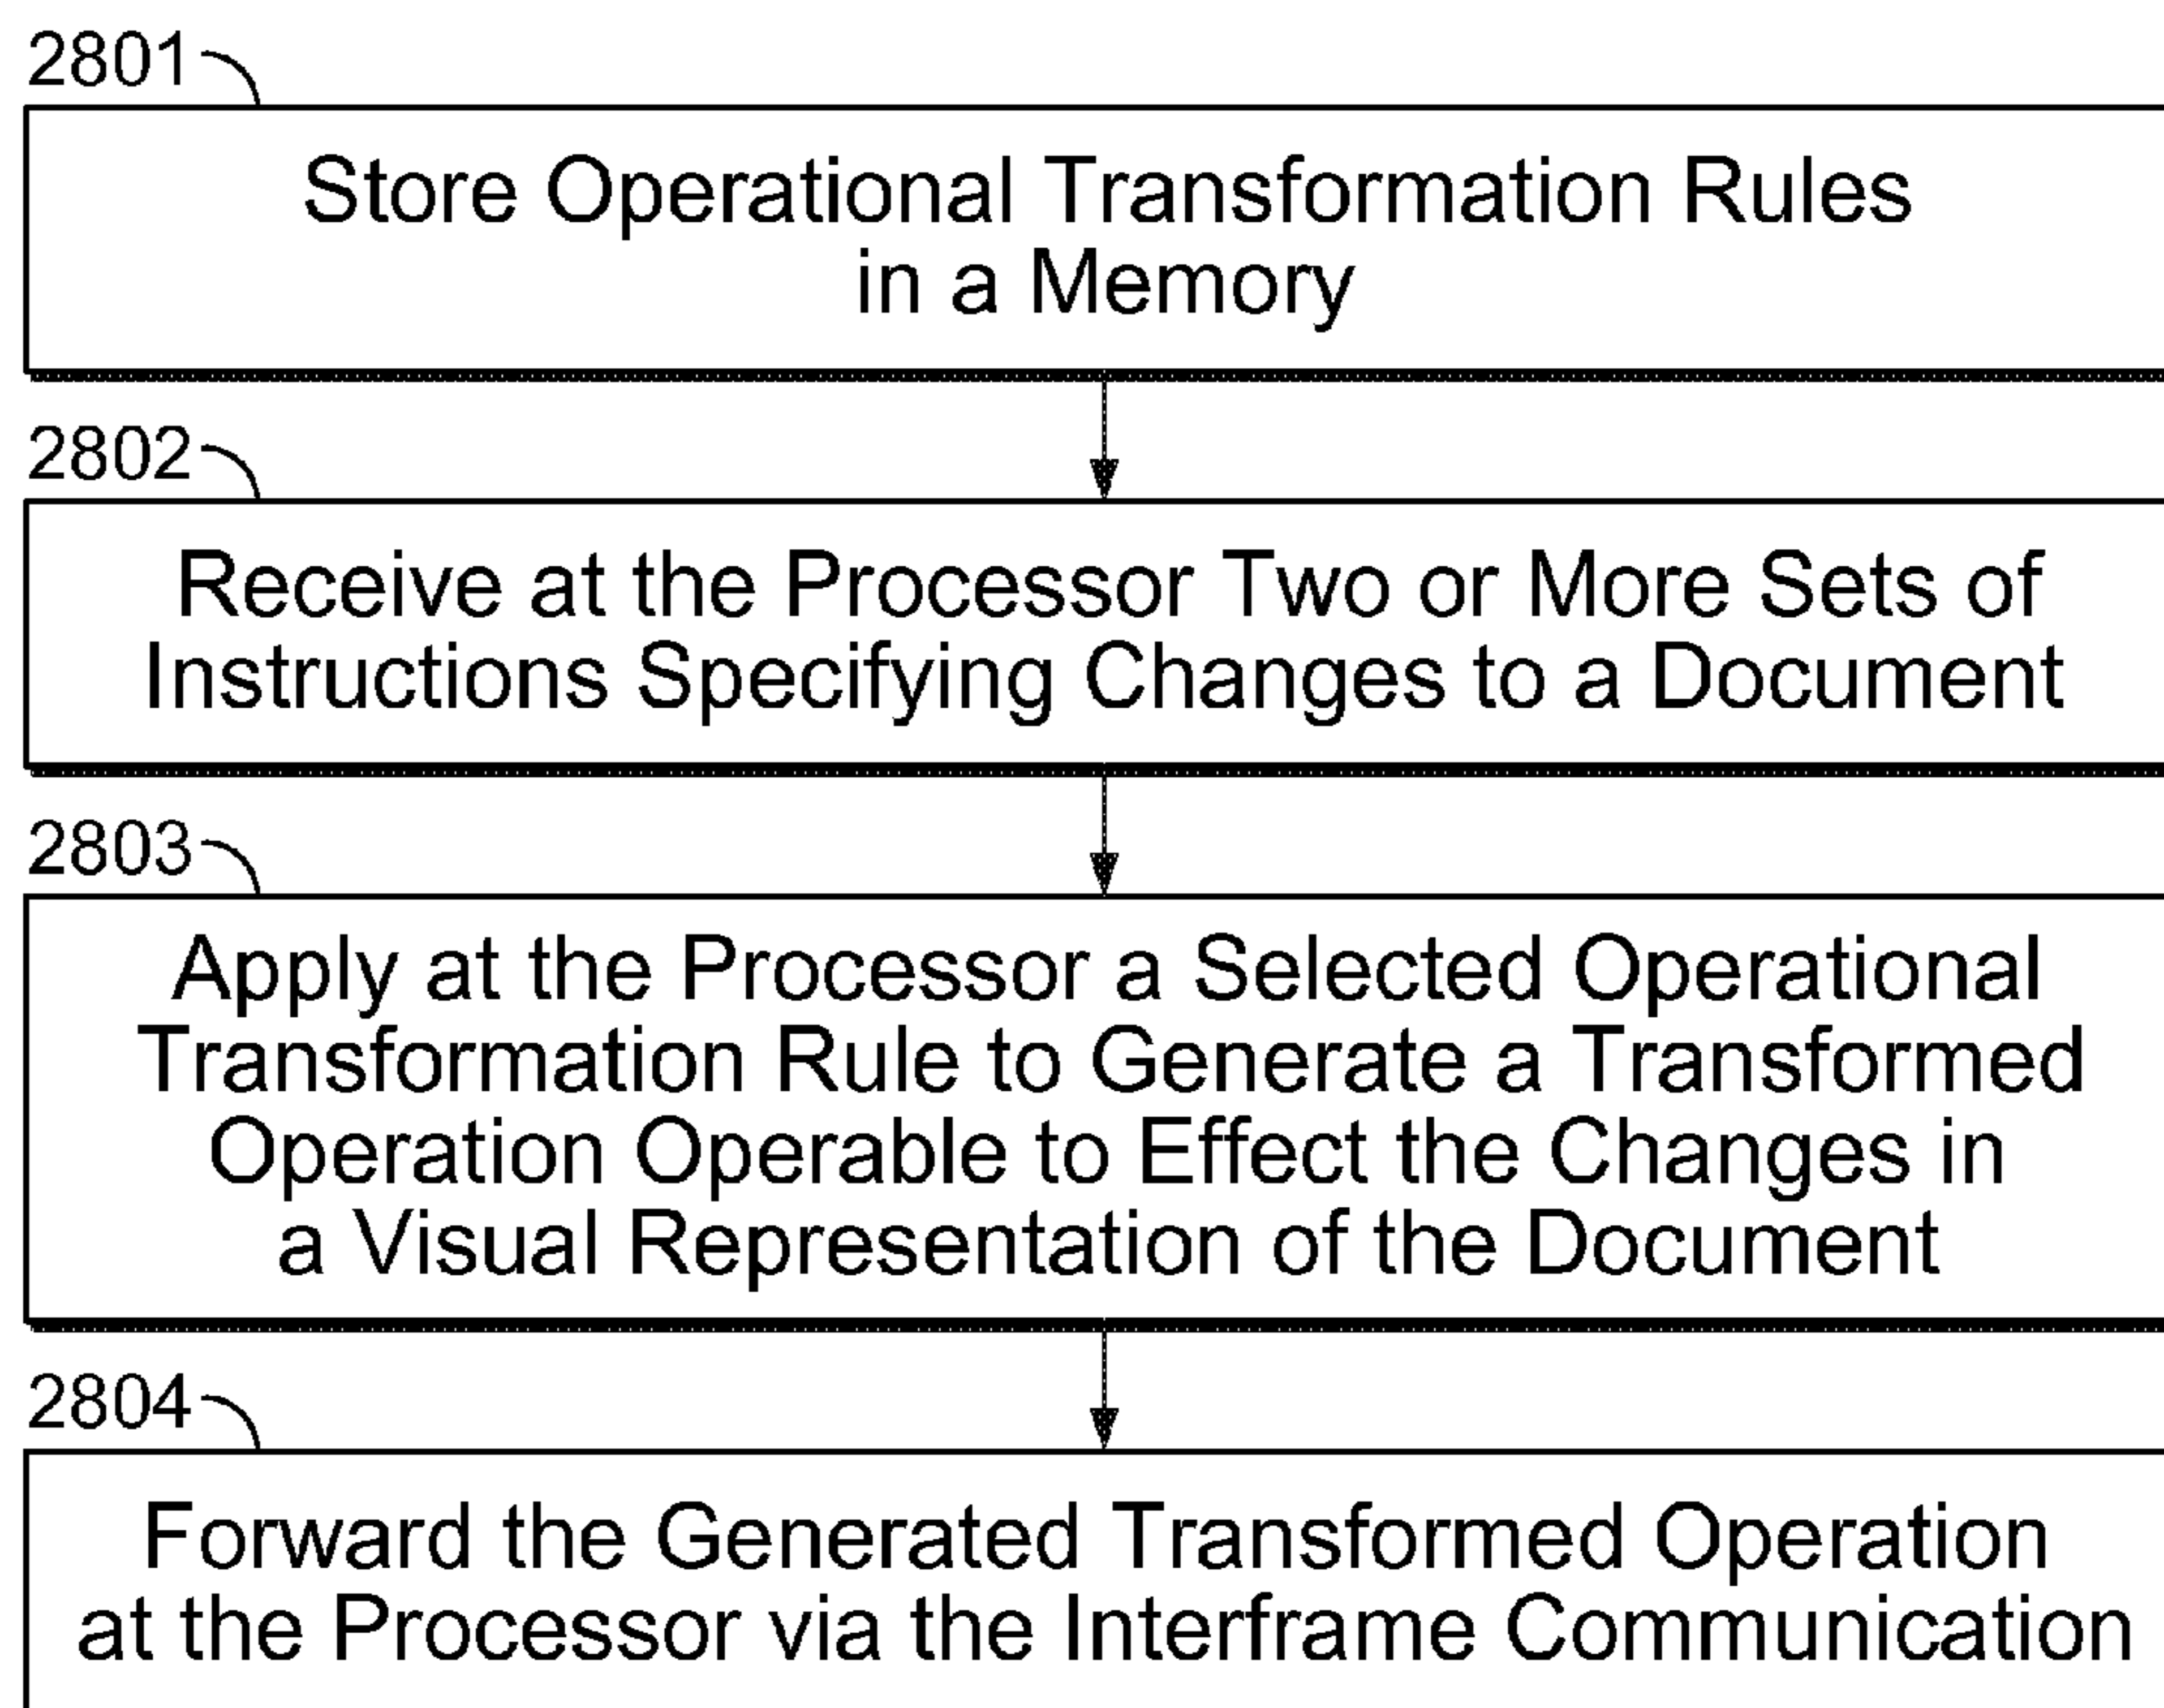 2801
Store Operational Transformation Rules
in a Memory
2802
Receive at the Processor Two or More Sets of
Instructions Specifying Changes to a Document
2803
Apply at the Processor a Selected Operational
Transformation Rule to Generate a Transformed
Operation Operable to Effect the Changes in
a Visual Representation of the Document
2804
Forward the Generated Transformed Operation
at the Processor via the Interframe Communication